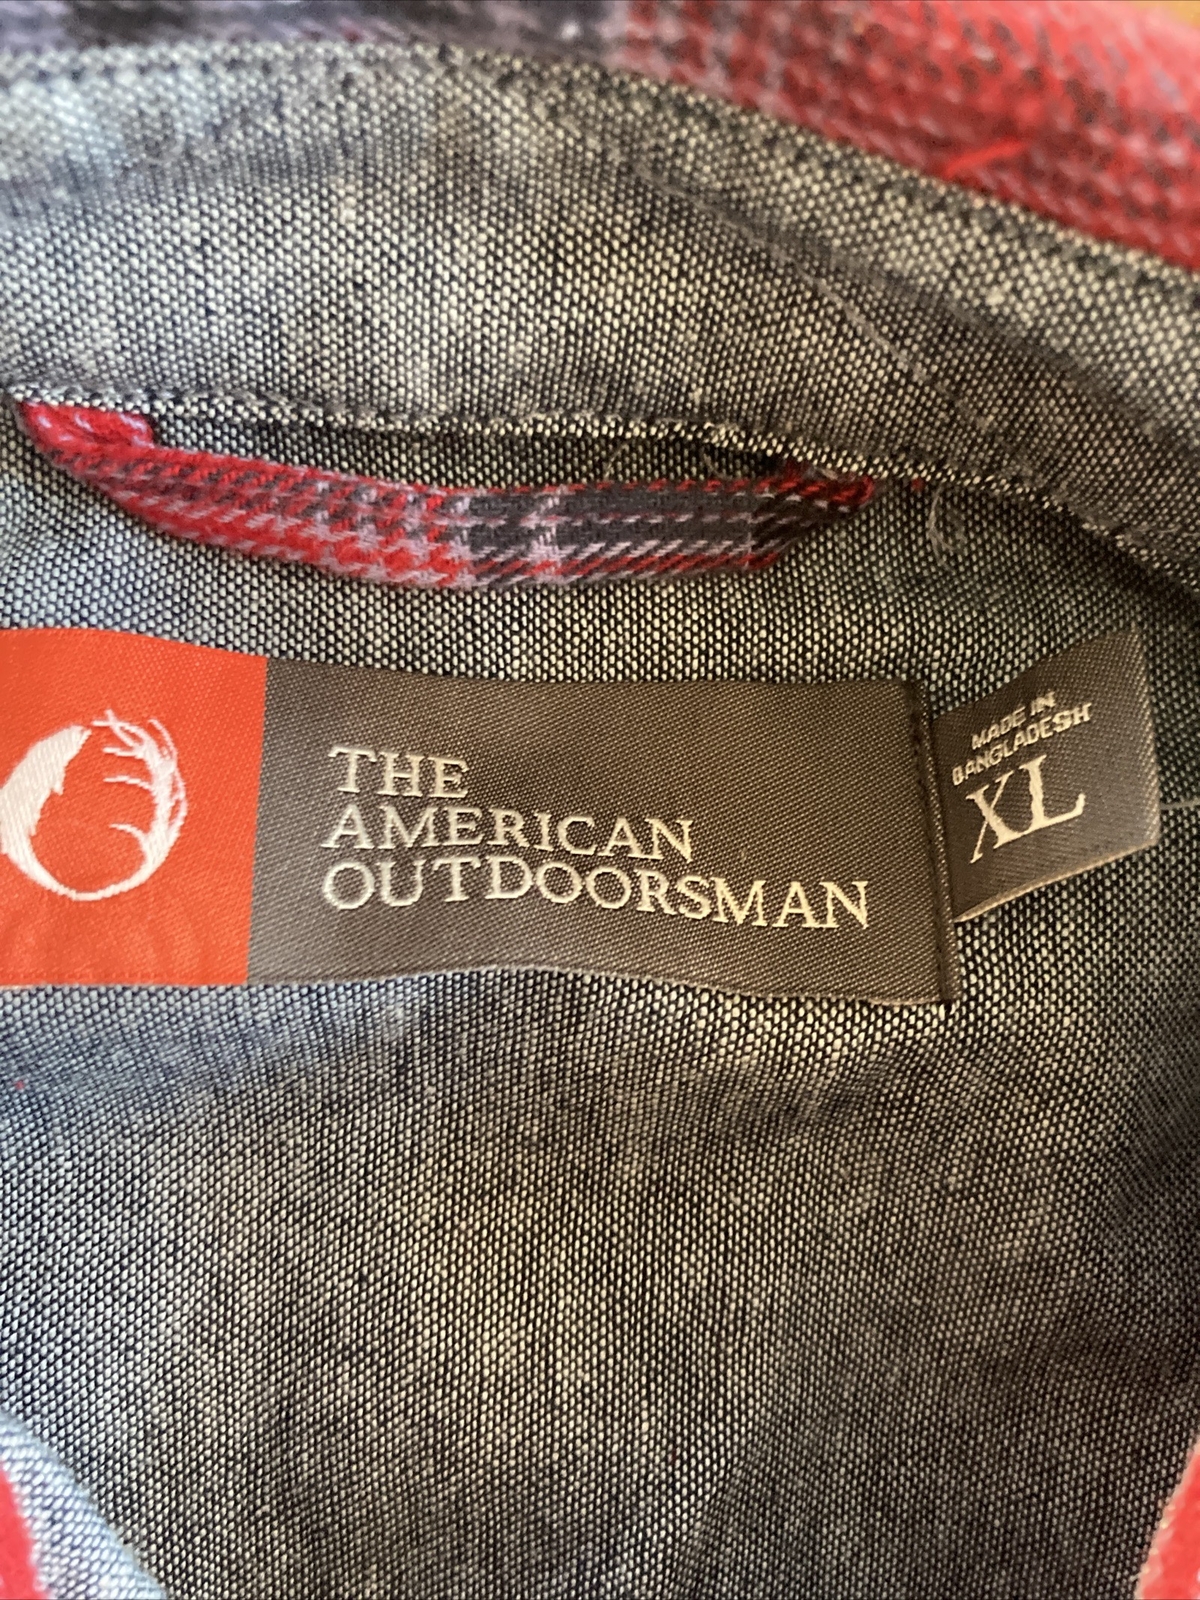 THE
AMERICAN
OUTDOORSMAN
MADE IN
BANGLADESH
XL